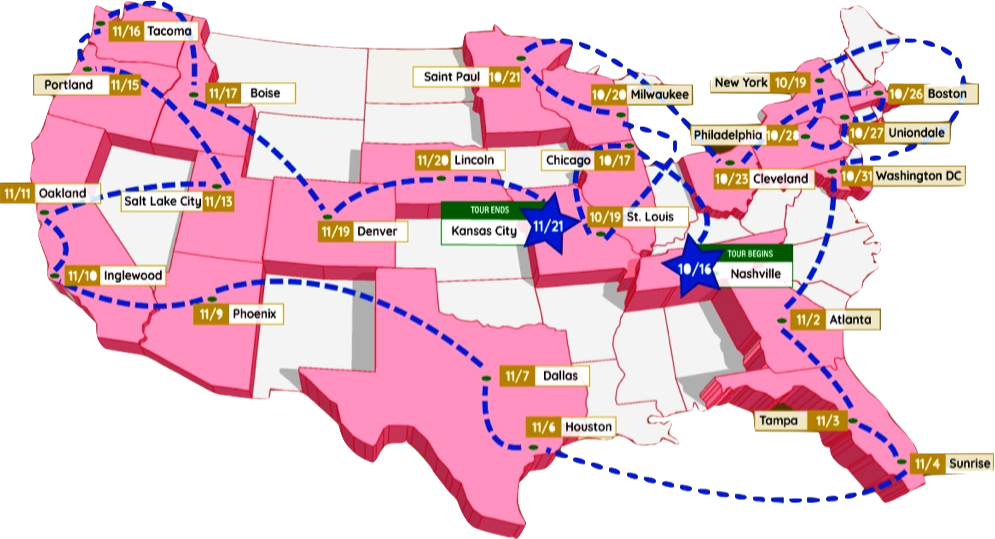 11/16 Tacoma
Portland 11/15
11/17 Boise
Saint Paul 10/21
10/20 Milwaukee
New York 10/19
10/26 Boston
Philadelphia 10/28
10/27 Uniondale
11/20 Lincoln
Chicago 10/17
10/23 Cleveland
10/31 Washington DC
11/11 Oakland
Salt Lake City 11/13
TOUR ENDS
Kansas City 11/21
10/19 St. Louis
11/19 Denver
TOUR BEGINS
10/16 Nashville
11/10 Inglewood
11/9 Phoenix
11/2 Atlanta
11/7 Dallas
Tampa 11/3
11/6 Houston
11/4 Sunrise